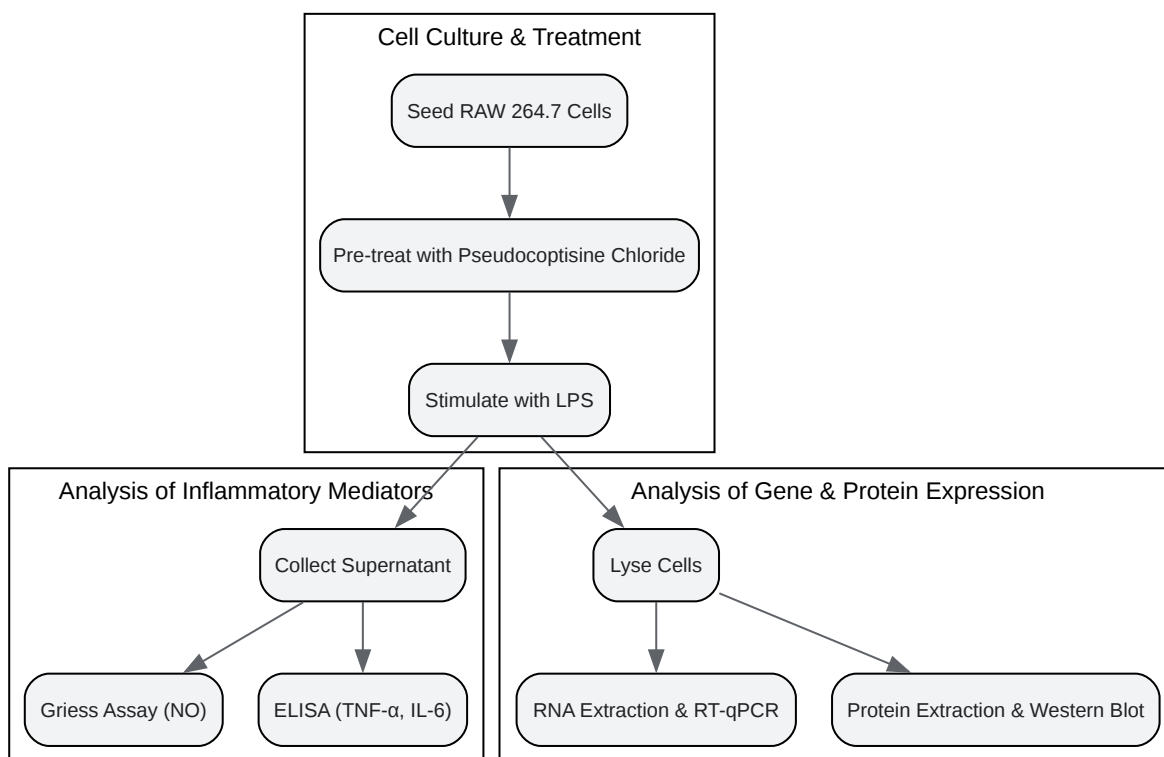 Cell Culture & Treatment
Seed RAW 264.7 Cells
Pre-treat with Pseudocoptisine Chloride
Stimulate with LPS
Analysis of Inflammatory Mediators
Collect Supernatant
Griess Assay (NO)
ELISA (TNF-α, IL-6)
Analysis of Gene & Protein Expression
Lyse Cells
RNA Extraction & RT-qPCR
Protein Extraction & Western Blot